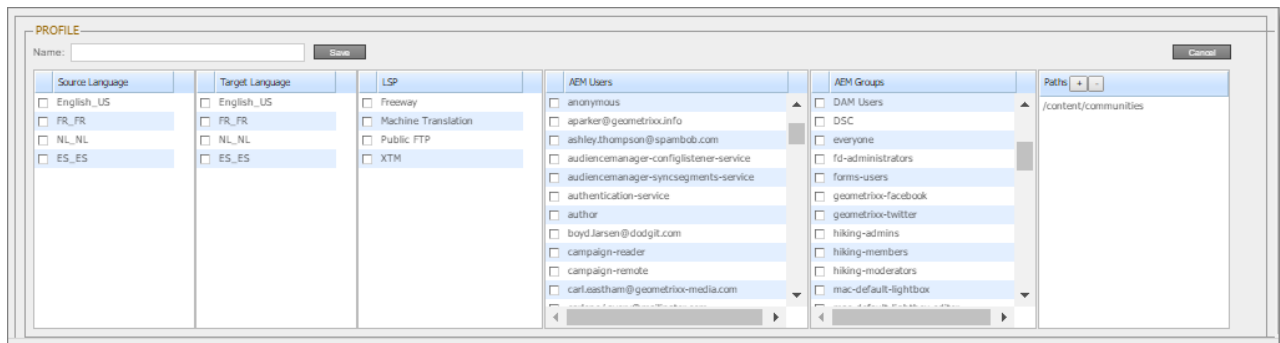 PROFILE
Name:
Save
Cancel
Source Language
English_US
FR_FR
NL_NL
ES_ES
Target Language
English_US
FR_FR
NL_NL
ES_ES
LSP
Freeway
Machine Translation
Public FTP
XTM
AEM Users
anonymous
aparker@geometrixx.info
ashley.thompson@spambob.com
audiencemanager-configlistener-service
audiencemanager-syncsegments-service
authentication-service
author
boyd.larsen@dodgit.com
campaign-reader
campaign-remote
carl.eastham@geometrixx-media.com
AEM Groups
DAM Users
DSC
everyone
fd-administrators
forms-users
geometrixx-facebook
geometrixx-twitter
hiking-admins
hiking-members
hiking-moderators
mac-default-lightbox
Paths + -
/content/communities